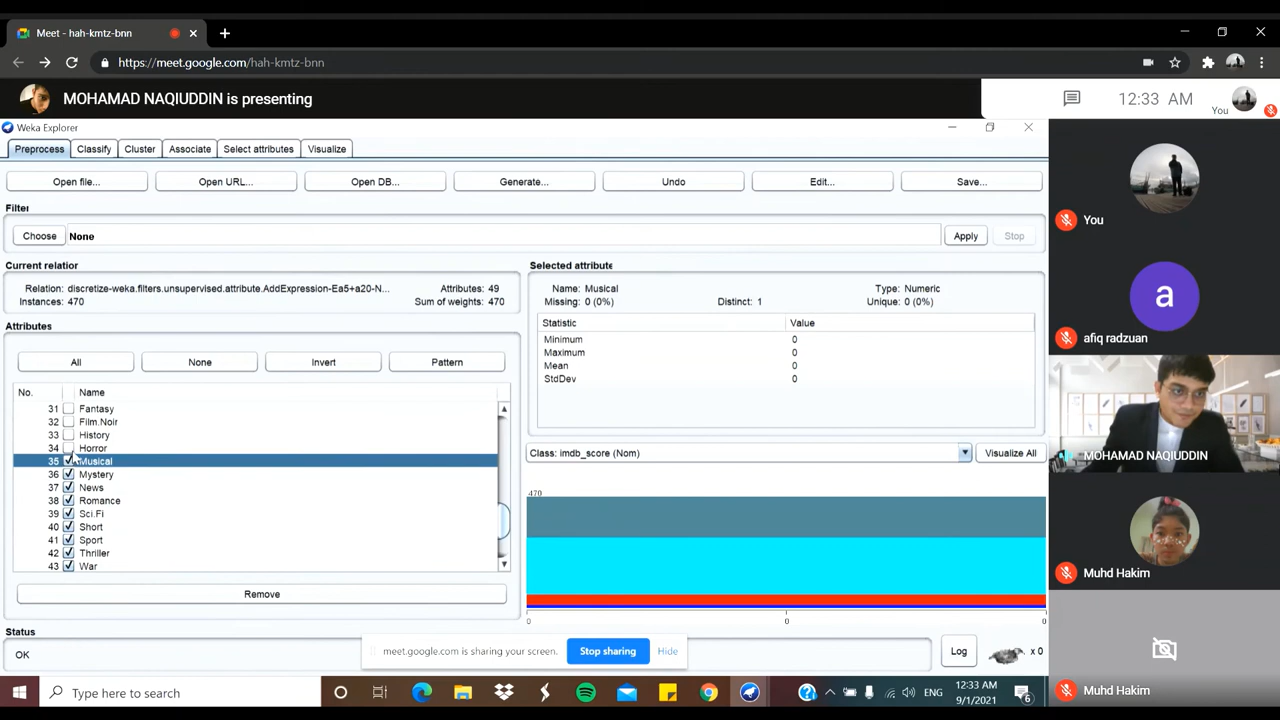 Meet - hah-kmtz-bnn
https://meet.google.com/hah-kmtz-bnn
MOHAMAD NAQIUDDIN is presenting
12:33 AM
You
Weka Explorer
Preprocess Classify Cluster Associate Select attributes Visualize
Open file... Open URL... Open DB... Generate... Undo Edit... Save...
Filter
Choose None Apply Stop
Current relation
Relation: discretize-weka.filters.unsupervised.attribute.AddExpression-Ea5+a20-N... Attributes: 49
Instances: 470 Sum of weights: 470
Attributes
All None Invert Pattern
No. Name
31 Fantasy
32 Film.Noir
33 History
34 Horror
35 Musical
36 Mystery
37 News
38 Romance
39 Sci.Fi
40 Short
41 Sport
42 Thriller
43 War
Remove
Selected attribute
Name: Musical Type: Numeric
Missing: 0 (0%) Distinct: 1 Unique: 0 (0%)
Statistic Value
Minimum 0
Maximum 0
Mean 0
StdDev 0
Class: imdb_score (Nom) Visualize All
470
0 0 0
Status
OK
Log x 0
meet.google.com is sharing your screen. Stop sharing Hide
You
a
afiq radzuan
MOHAMAD NAQIUDDIN
Muhd Hakim
Muhd Hakim
Type here to search
ENG
12:33 AM
9/1/2021
6